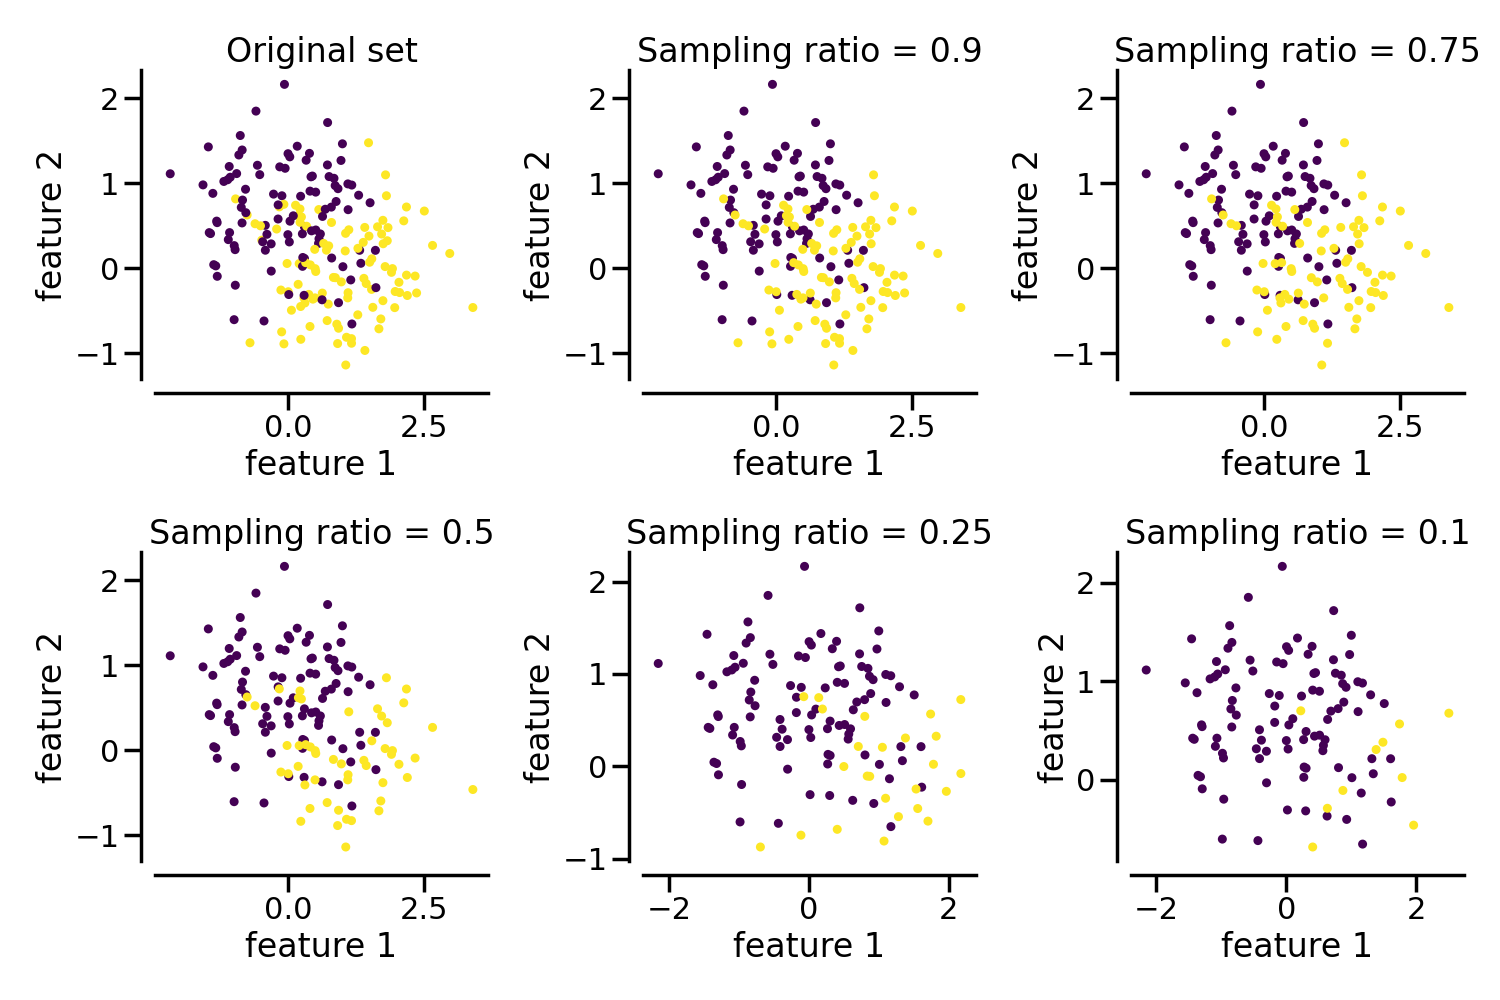 Original set
Sampling ratio = 0.9
Sampling ratio = 0.75
feature 2
2
1
0
−1
0.0
2.5
feature 1
feature 2
2
1
0
−1
0.0
2.5
feature 1
feature 2
2
1
0
−1
0.0
2.5
feature 1
Sampling ratio = 0.5
Sampling ratio = 0.25
Sampling ratio = 0.1
feature 2
2
1
0
−1
0.0
2.5
feature 1
feature 2
2
1
0
−1
−2
0
2
feature 1
feature 2
2
1
0
−2
0
2
feature 1